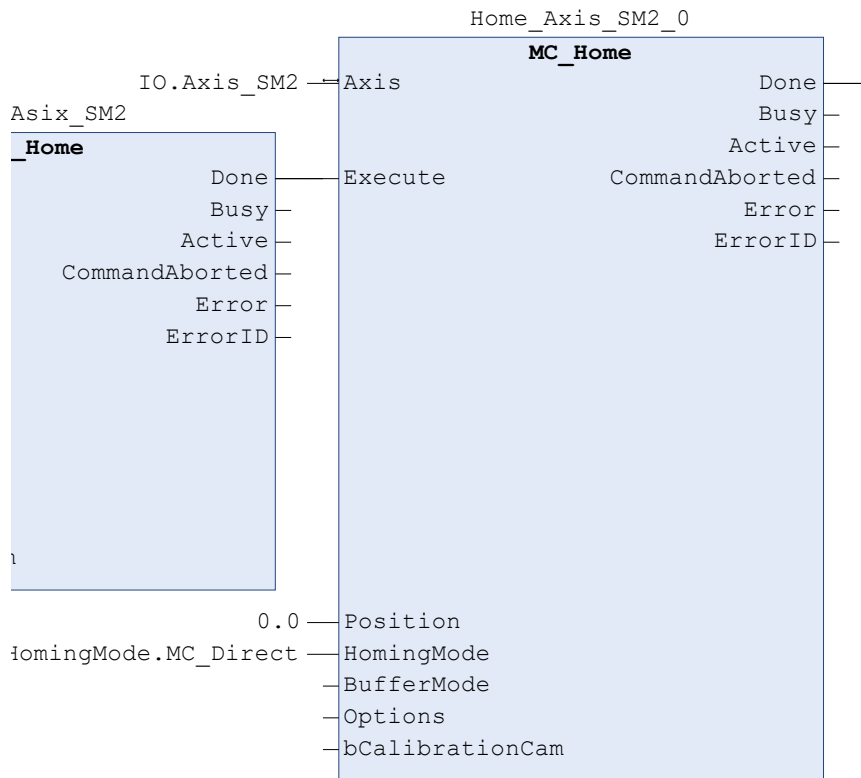 Home_Axis_SM2_0
MC_Home
IO.Axis_SM2
Axis
Done
Busy
Active
CommandAborted
Error
ErrorID
Asix_SM2
_Home
Done
Busy
Active
CommandAborted
Error
ErrorID
Execute
0.0
Position
HomingMode.MC_Direct
HomingMode
BufferMode
Options
bCalibrationCam